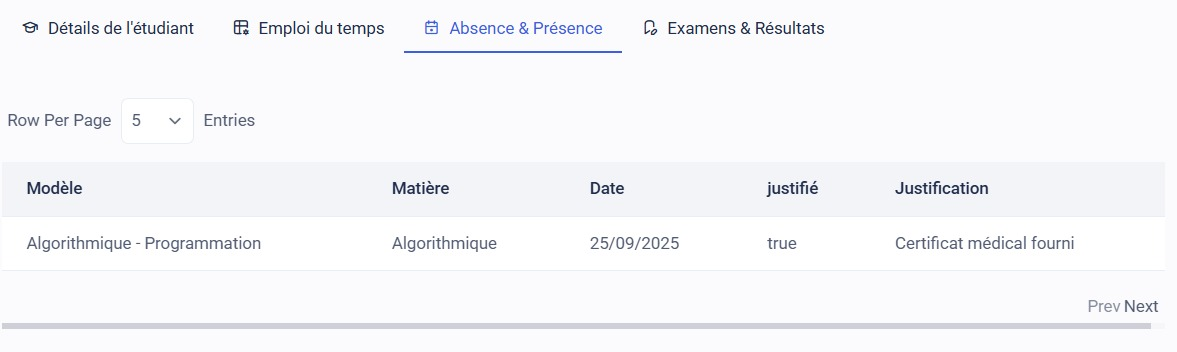 Détails de l'étudiant Emploi du temps Absence & Présence Examens & Résultats
Row Per Page 5 Entries
Modèle Matière Date justifié Justification
Algorithmique - Programmation Algorithmique 25/09/2025 true Certificat médical fourni
Prev Next